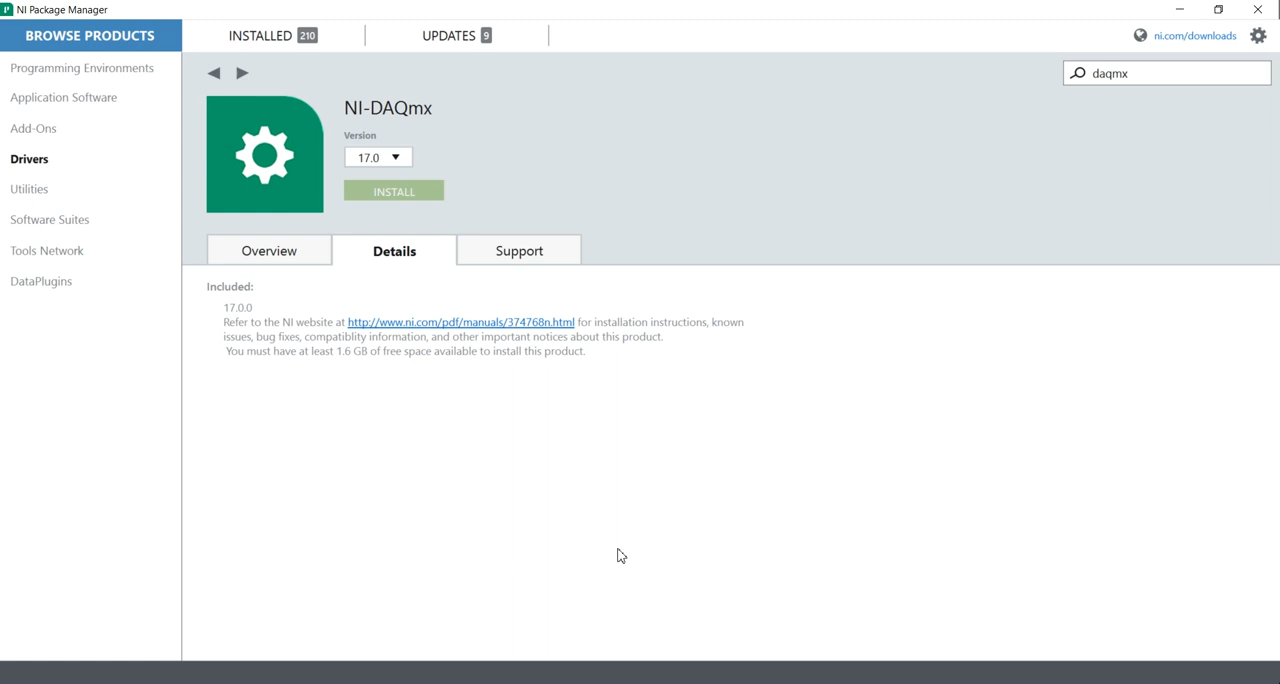 NI Package Manager
BROWSE PRODUCTS
INSTALLED 210
UPDATES 9
ni.com/downloads
Programming Environments
Application Software
Add-Ons
Drivers
Utilities
Software Suites
Tools Network
DataPlugins
daqmx
NI-DAQmx
Version
17.0
INSTALL
Overview
Details
Support
Included:
17.0.0
Refer to the NI website at http://www.ni.com/pdf/manuals/374768n.html for installation instructions, known
issues, bug fixes, compatiblity information, and other important notices about this product.
You must have at least 1.6 GB of free space available to install this product.